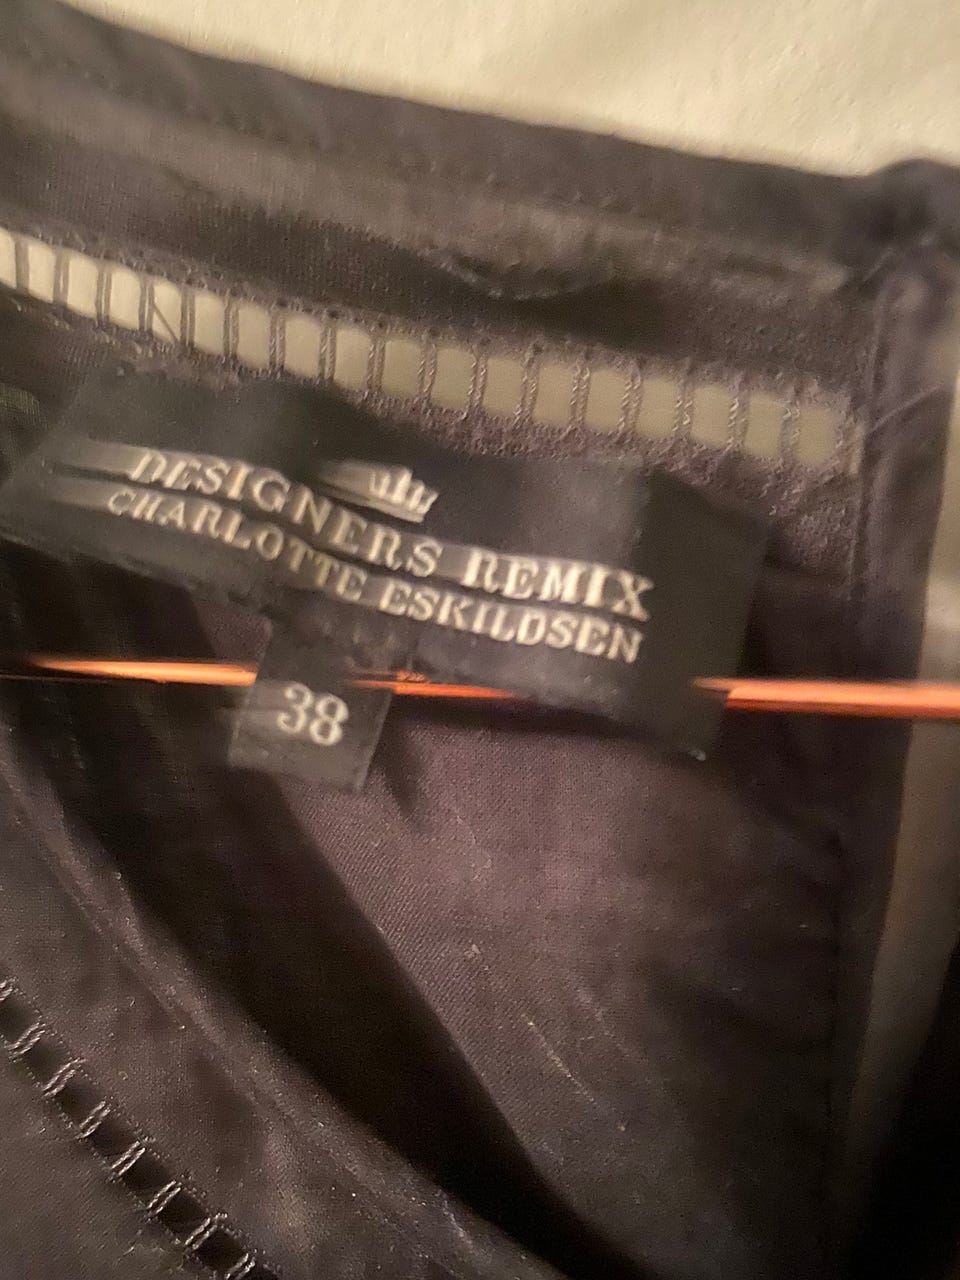 DESIGNERS REMIX
CHARLOTTE ESKILDSEN
38